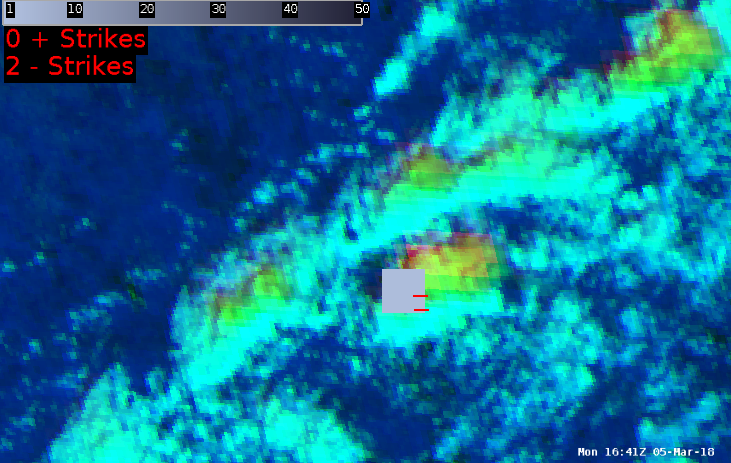 1 10 20 30 40 50
0 + Strikes
2 - Strikes
Mon 16:41Z 05-Mar-18